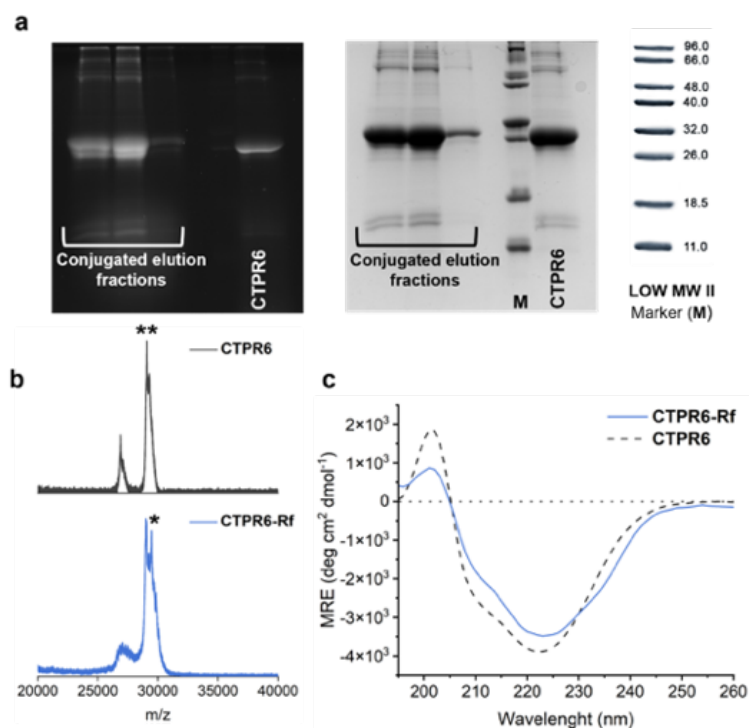 a
Conjugated elution
fractions
CTPR6
Conjugated elution
fractions
M
CTPR6
96.0
66.0
48.0
40.0
32.0
26.0
18.5
11.0
LOW MW II
Marker (M)
b
**
CTPR6
*
CTPR6-Rf
20000 25000 30000 35000 40000
m/z
c
CTPR6-Rf
CTPR6
2×10³
1×10³
0
-1×10³
-2×10³
-3×10³
-4×10³
MRE (deg cm² dmol⁻¹)
200 210 220 230 240 250 260
Wavelenght (nm)